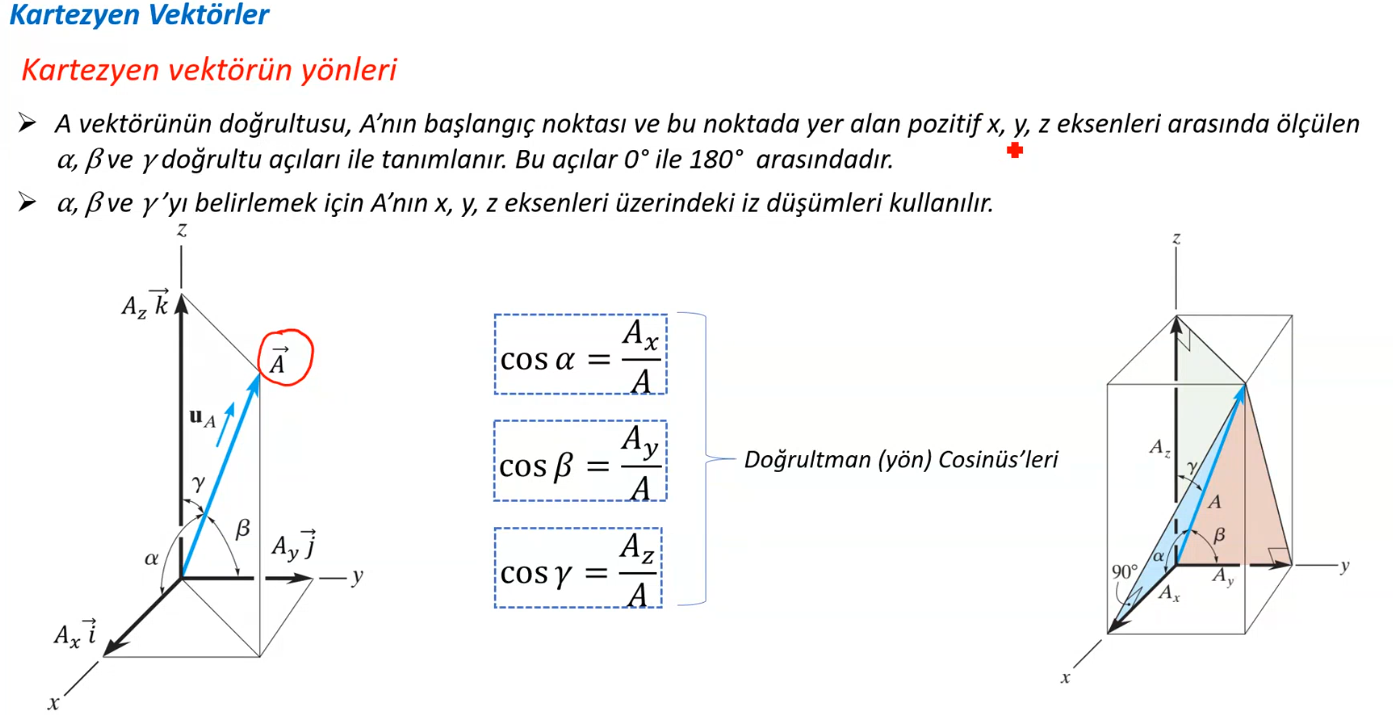 Kartezyen Vektörler
Kartezyen vektörün yönleri
➢ A vektörünün doğrultusu, A’nın başlangıç noktası ve bu noktada yer alan pozitif x, y, z eksenleri arasında ölçülen
α, β ve γ doğrultu açıları ile tanımlanır. Bu açılar 0° ile 180° arasındadır.
➢ α, β ve γ ’yı belirlemek için A’nın x, y, z eksenleri üzerindeki iz düşümleri kullanılır.
z
A_z k⃗
A⃗
u_A
γ
β
α
A_y j⃗
y
A_x i⃗
x
cos α = A_x / A
cos β = A_y / A
cos γ = A_z / A
Doğrultman (yön) Cosinüs’leri
z
A_z
γ
A
β
α
90°
A_y
y
A_x
x